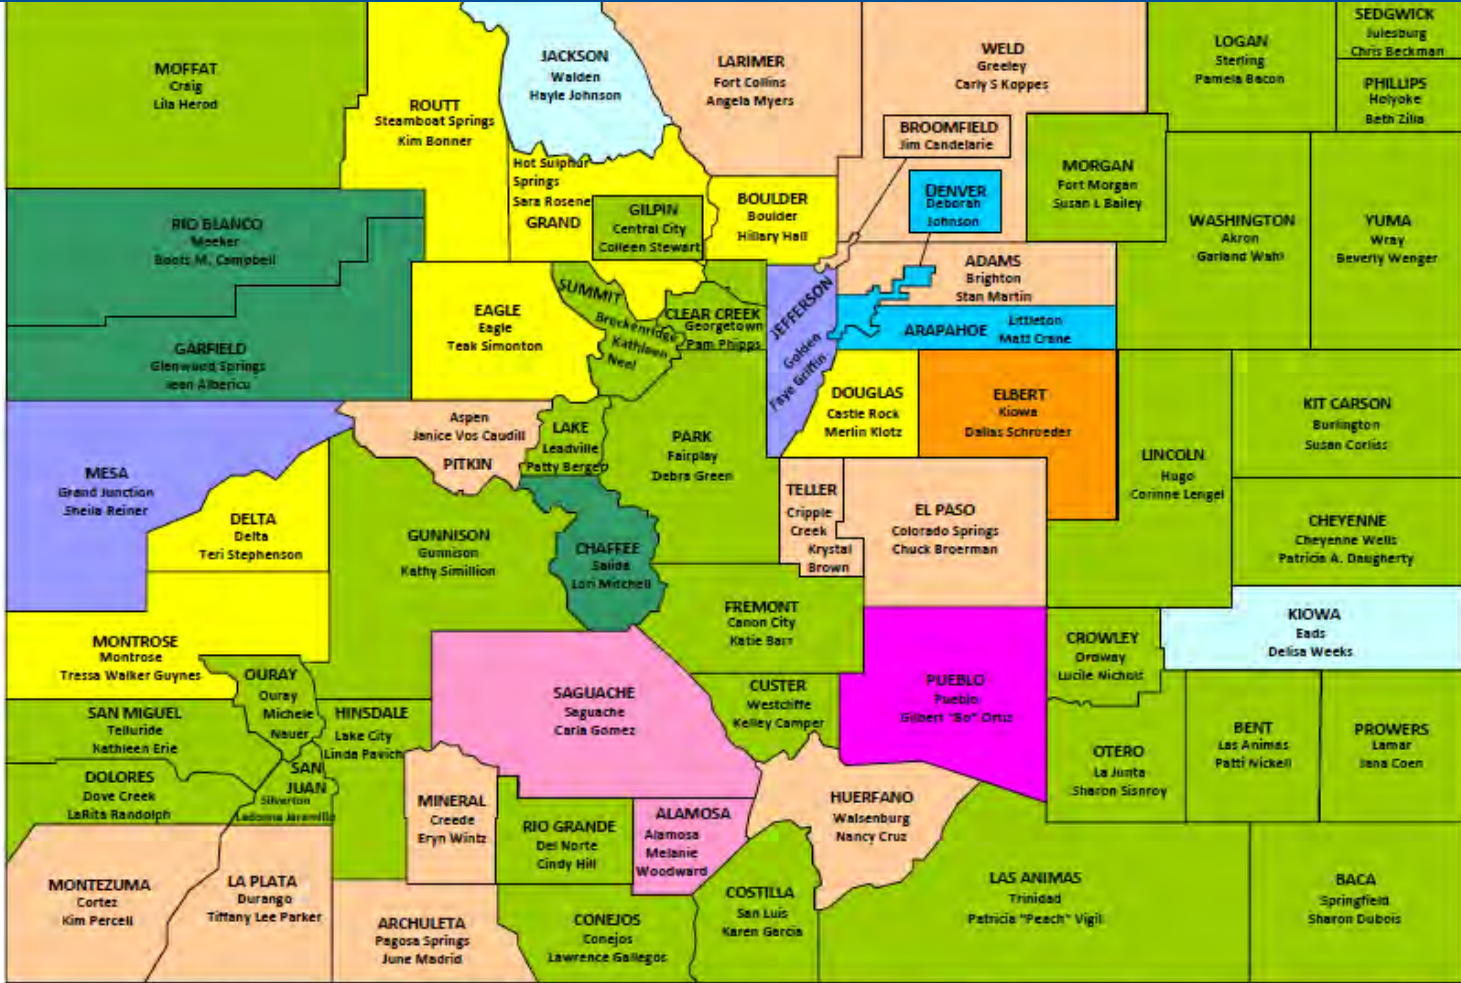 MOFFAT
Craig
Lila Herod
ROUTT
Steamboat Springs
Kim Bonner
JACKSON
Walden
Hayle Johnson
LARIMER
Fort Collins
Angela Myers
WELD
Greeley
Carly S Koppes
LOGAN
Sterling
Pamela Bacon
SEDGWICK
Julesburg
Chris Beckman
PHILLIPS
Holyoke
Beth Zilla
BROOMFIELD
Jim Candelarie
MORGAN
Fort Morgan
Susan L Bailey
WASHINGTON
Akron
Garland Wahl
YUMA
Wray
Beverly Wenger
RIO BLANCO
Meeker
Boots M. Campbell
Hot Sulphur
Springs
Sara Rosene
GRAND
GILPIN
Central City
Colleen Stewart
BOULDER
Boulder
Hillary Hall
DENVER
Deborah
Johnson
ADAMS
Brighton
Stan Martin
GARFIELD
Glenwood Springs
Jean Alberico
EAGLE
Eagle
Teak Simonton
SUMMIT
Breckenridge
Kathleen
Neel
CLEAR CREEK
Georgetown
Pam Phipps
JEFFERSON
Golden
Faye Griffin
ARAPAHOE
Littleton
Matt Crane
MESA
Grand Junction
Sheila Reiner
Aspen
Janice Vos Caudill
PITKIN
LAKE
Leadville
Patty Berger
PARK
Fairplay
Debra Green
DOUGLAS
Castle Rock
Merlin Klotz
ELBERT
Kiowa
Dallas Schroeder
LINCOLN
Hugo
Corinne Lengel
KIT CARSON
Burlington
Susan Corliss
DELTA
Delta
Teri Stephenson
GUNNISON
Gunnison
Kathy Simillion
CHAFFEE
Salida
Lori Mitchell
TELLER
Cripple
Creek
Krystal
Brown
EL PASO
Colorado Springs
Chuck Broerman
CHEYENNE
Cheyenne Wells
Patricia A. Daugherty
MONTROSE
Montrose
Tressa Walker Guynes
FREMONT
Canon City
Katie Barr
CROWLEY
Ordway
Lucile Nichols
KIOWA
Eads
Delisa Weeks
OURAY
Ouray
Michele
Nauer
SAGUACHE
Saguache
Carla Gomez
CUSTER
Westcliffe
Kelley Camper
PUEBLO
Pueblo
Gilbert "Bo" Ortiz
SAN MIGUEL
Telluride
Kathleen Erie
HINSDALE
Lake City
Linda Pavich
OTERO
La Junta
Sharon Sisnroy
BENT
Las Animas
Patti Nickell
PROWERS
Lamar
Jana Coen
DOLORES
Dove Creek
LaRita Randolph
SAN
JUAN
Silverton
Ladonna Jaramillo
MINERAL
Creede
Eryn Wintz
RIO GRANDE
Del Norte
Cindy Hill
ALAMOSA
Alamosa
Melanie
Woodward
HUERFANO
Walsenburg
Nancy Cruz
MONTEZUMA
Cortez
Kim Percell
LA PLATA
Durango
Tiffany Lee Parker
ARCHULETA
Pagosa Springs
June Madrid
CONEJOS
Conejos
Lawrence Gallegos
COSTILLA
San Luis
Karen Garcia
LAS ANIMAS
Trinidad
Patricia "Peach" Vigil
BACA
Springfield
Sharon Dubois